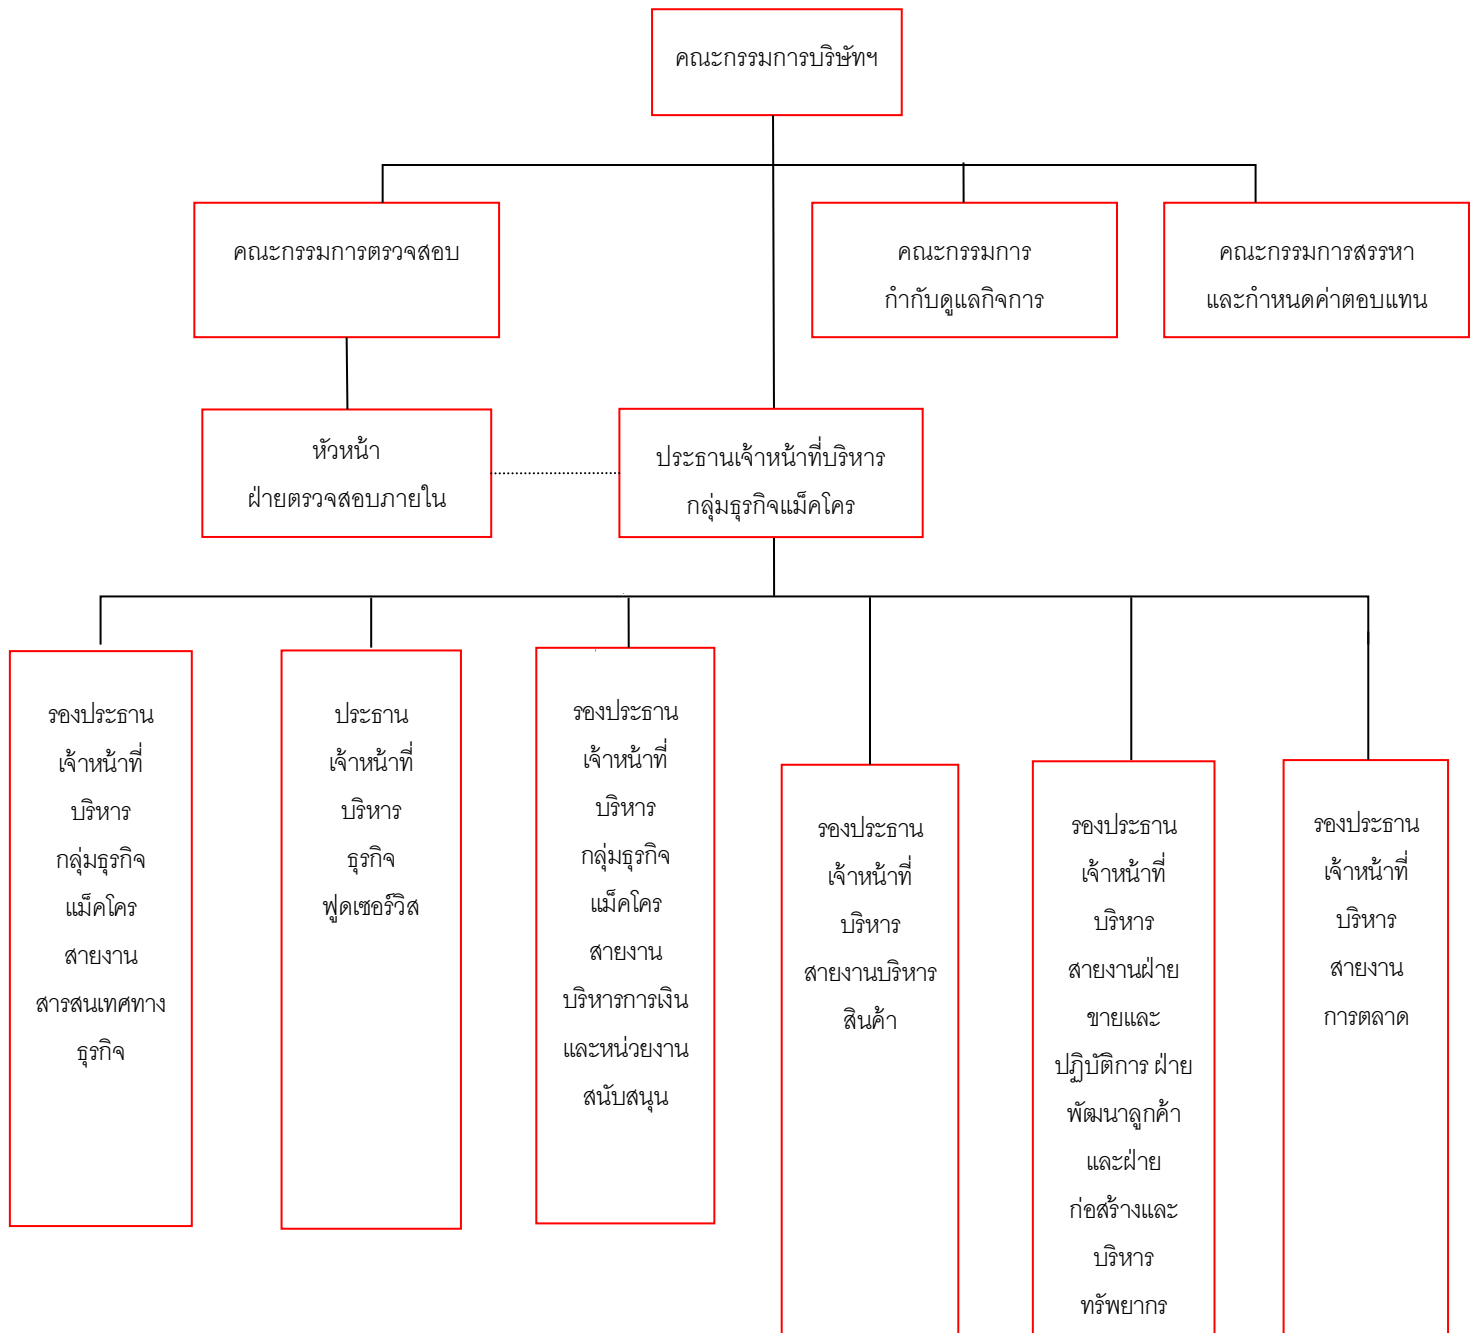 คณะกรรมการบริษัทฯ
คณะกรรมการตรวจสอบ
คณะกรรมการ
กำกับดูแลกิจการ
คณะกรรมการสรรหา
และกำหนดค่าตอบแทน
หัวหน้า
ฝ่ายตรวจสอบภายใน
ประธานเจ้าหน้าที่บริหาร
กลุ่มธุรกิจแม็คโคร
รองประธาน
เจ้าหน้าที่
บริหาร
กลุ่มธุรกิจ
แม็คโคร
สายงาน
สารสนเทศทาง
ธุรกิจ
ประธาน
เจ้าหน้าที่
บริหาร
ธุรกิจ
ฟูดเซอร์วิส
รองประธาน
เจ้าหน้าที่
บริหาร
กลุ่มธุรกิจ
แม็คโคร
สายงาน
บริหารการเงิน
และหน่วยงาน
สนับสนุน
รองประธาน
เจ้าหน้าที่
บริหาร
สายงานบริหาร
สินค้า
รองประธาน
เจ้าหน้าที่
บริหาร
สายงานฝ่าย
ขายและ
ปฏิบัติการ ฝ่าย
พัฒนาลูกค้า
และฝ่าย
ก่อสร้างและ
บริหาร
ทรัพยากร
รองประธาน
เจ้าหน้าที่
บริหาร
สายงาน
การตลาด